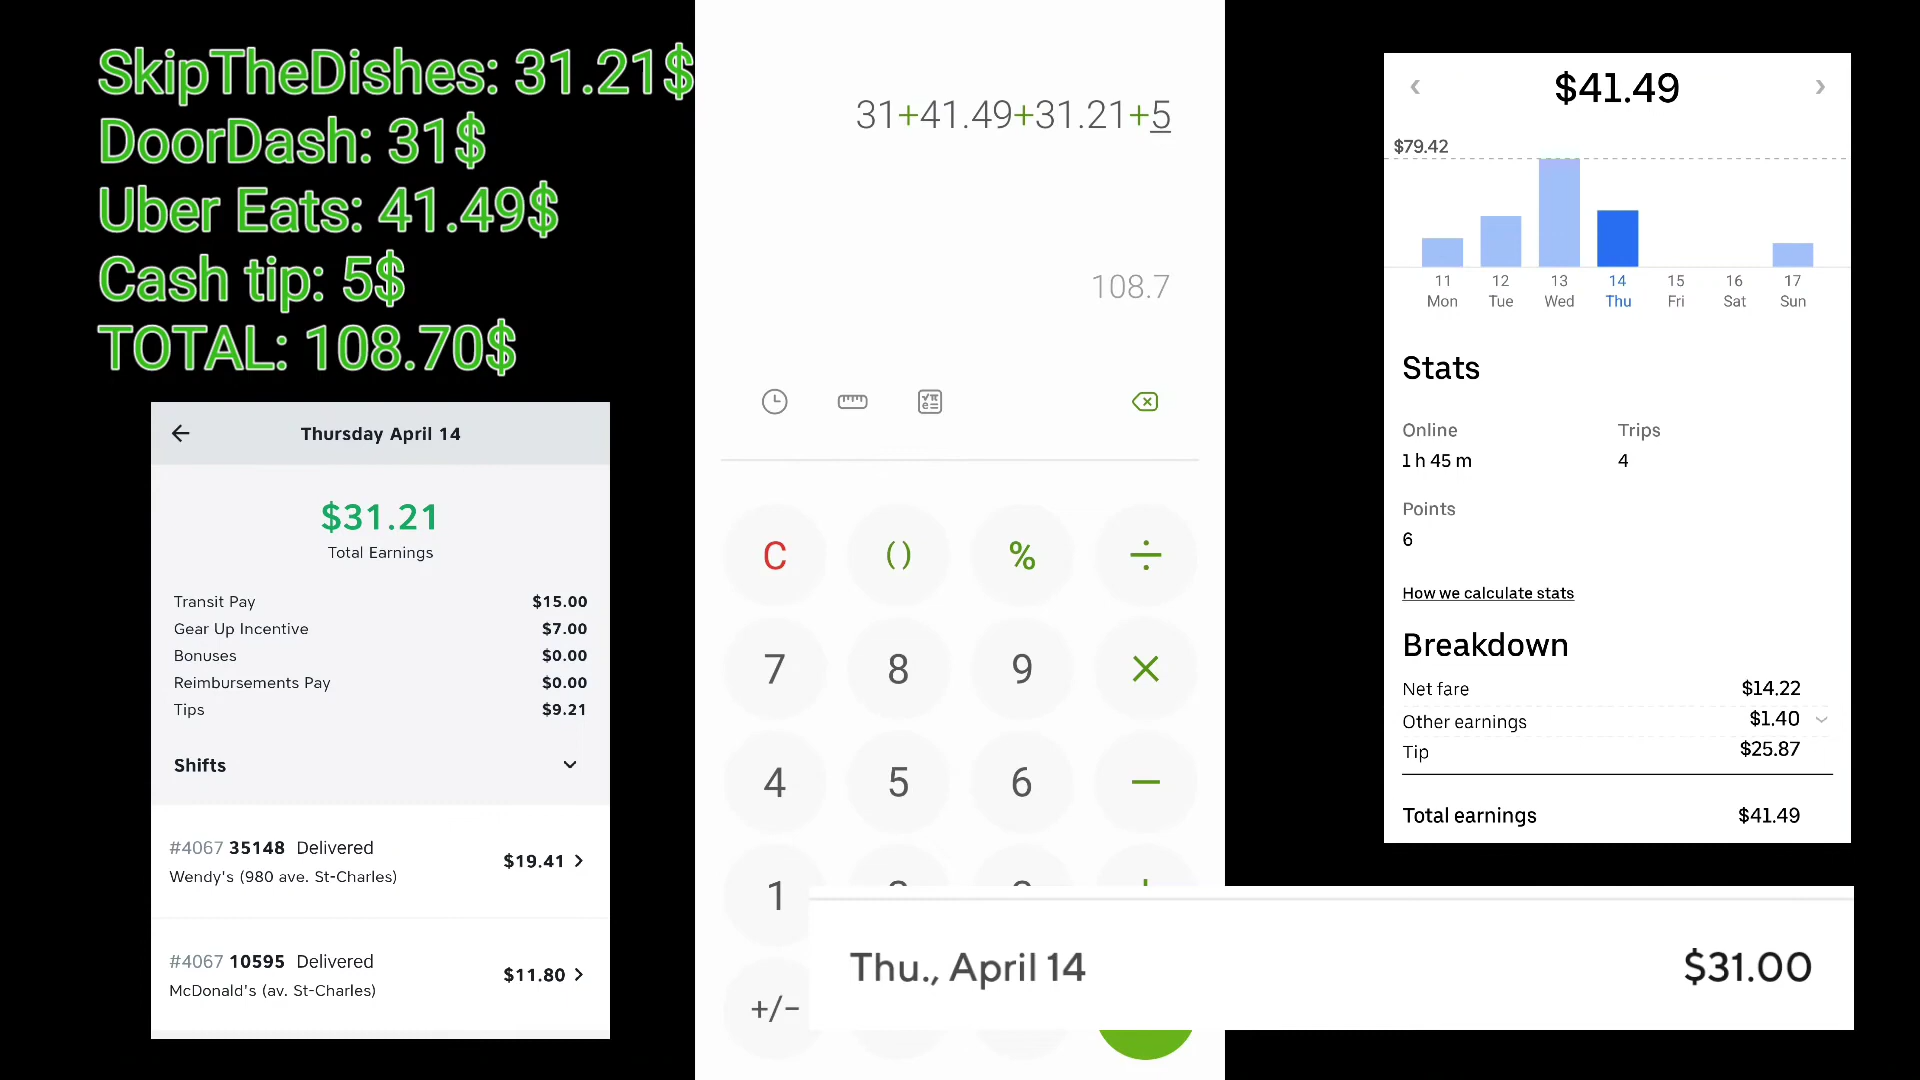 SkipTheDishes: 31.21$
DoorDash: 31$
Uber Eats: 41.49$
Cash tip: 5$
TOTAL: 108.70$
Thursday April 14
$31.21
Total Earnings
Transit Pay $15.00
Gear Up Incentive $7.00
Bonuses $0.00
Reimbursements Pay $0.00
Tips $9.21
Shifts
#4067 35148 Delivered
Wendy's (980 ave. St-Charles)
$19.41
#4067 10595 Delivered
McDonald's (av. St-Charles)
$11.80
31+41.49+31.21+5
108.7
C ( ) % ÷
7 8 9 ×
4 5 6 −
1
+/−
$41.49
$79.42
11 12 13 14 15 16 17
Mon Tue Wed Thu Fri Sat Sun
Stats
Online Trips
1 h 45 m 4
Points
6
How we calculate stats
Breakdown
Net fare $14.22
Other earnings $1.40
Tip $25.87
Total earnings $41.49
Thu., April 14 $31.00